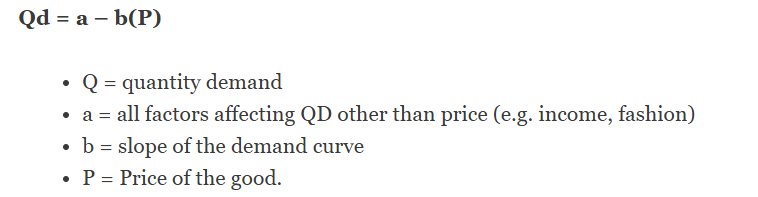 Qd = a – b(P)
• Q = quantity demand
• a = all factors affecting QD other than price (e.g. income, fashion)
• b = slope of the demand curve
• P = Price of the good.